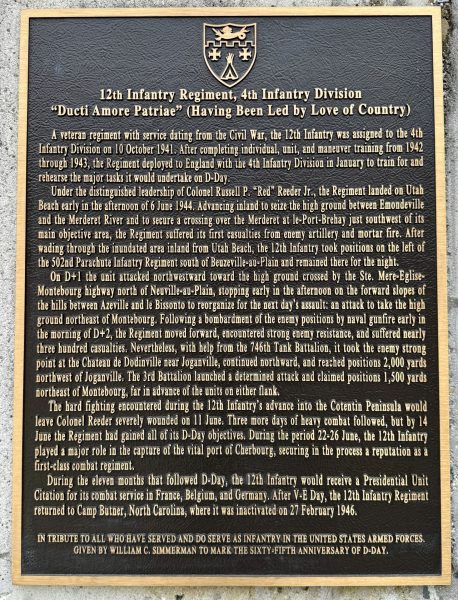 12th Infantry Regiment, 4th Infantry Division
"Ducti Amore Patriae" (Having Been Led by Love of Country)
A veteran regiment with service dating from the Civil War, the 12th Infantry was assigned to the 4th
Infantry Division on 10 October 1941. After completing individual, unit, and maneuver training from 1942
through 1943, the Regiment deployed to England with the 4th Infantry Division in January to train for and
rehearse the major tasks it would undertake on D-Day.
Under the distinguished leadership of Colonel Russell P. "Red" Reeder Jr., the Regiment landed on Utah
Beach early in the afternoon of 6 June 1944. Advancing inland to seize the high ground between Emondeville
and the Merderet River and to secure a crossing over the Merderet at le-Port-Brehay just southwest of its
main objective area, the Regiment suffered its first casualties from enemy artillery and mortar fire. After
wading through the inundated area inland from Utah Beach, the 12th Infantry took positions on the left of
the 502nd Parachute Infantry Regiment south of Beuzeville-au-Plain and remained there for the night.
On D+1 the unit attacked northwestward toward the high ground crossed by the Ste. Mere-Eglise-
Montebourg highway north of Neuville-au-Plain, stopping early in the afternoon on the forward slopes of
the hills between Azeville and le Bissonto to reorganize for the next day's assault: an attack to take the high
ground northeast of Montebourg. Following a bombardment of the enemy positions by naval gunfire early in
the morning of D+2, the Regiment moved forward, encountered strong enemy resistance, and suffered nearly
three hundred casualties. Nevertheless, with help from the 746th Tank Battalion, it took the enemy strong
point at the Chateau de Dodinville near Joganville, continued northward, and reached positions 2,000 yards
northwest of Joganville. The 3rd Battalion launched a determined attack and claimed positions 1,500 yards
northeast of Montebourg, far in advance of the units on either flank.
The hard fighting encountered during the 12th Infantry's advance into the Cotentin Peninsula would
leave Colonel Reeder severely wounded on 11 June. Three more days of heavy combat followed, but by 14
June the Regiment had gained all of its D-Day objectives. During the period 22-26 June, the 12th Infantry
played a major role in the capture of the vital port of Cherbourg, securing in the process a reputation as a
first-class combat regiment.
During the eleven months that followed D-Day, the 12th Infantry would receive a Presidential Unit
Citation for its combat service in France, Belgium, and Germany. After V-E Day, the 12th Infantry Regiment
returned to Camp Butner, North Carolina, where it was inactivated on 27 February 1946.
IN TRIBUTE TO ALL WHO HAVE SERVED AND DO SERVE AS INFANTRY IN THE UNITED STATES ARMED FORCES.
GIVEN BY WILLIAM C. SIMMERMAN TO MARK THE SIXTY-FIFTH ANNIVERSARY OF D-DAY.